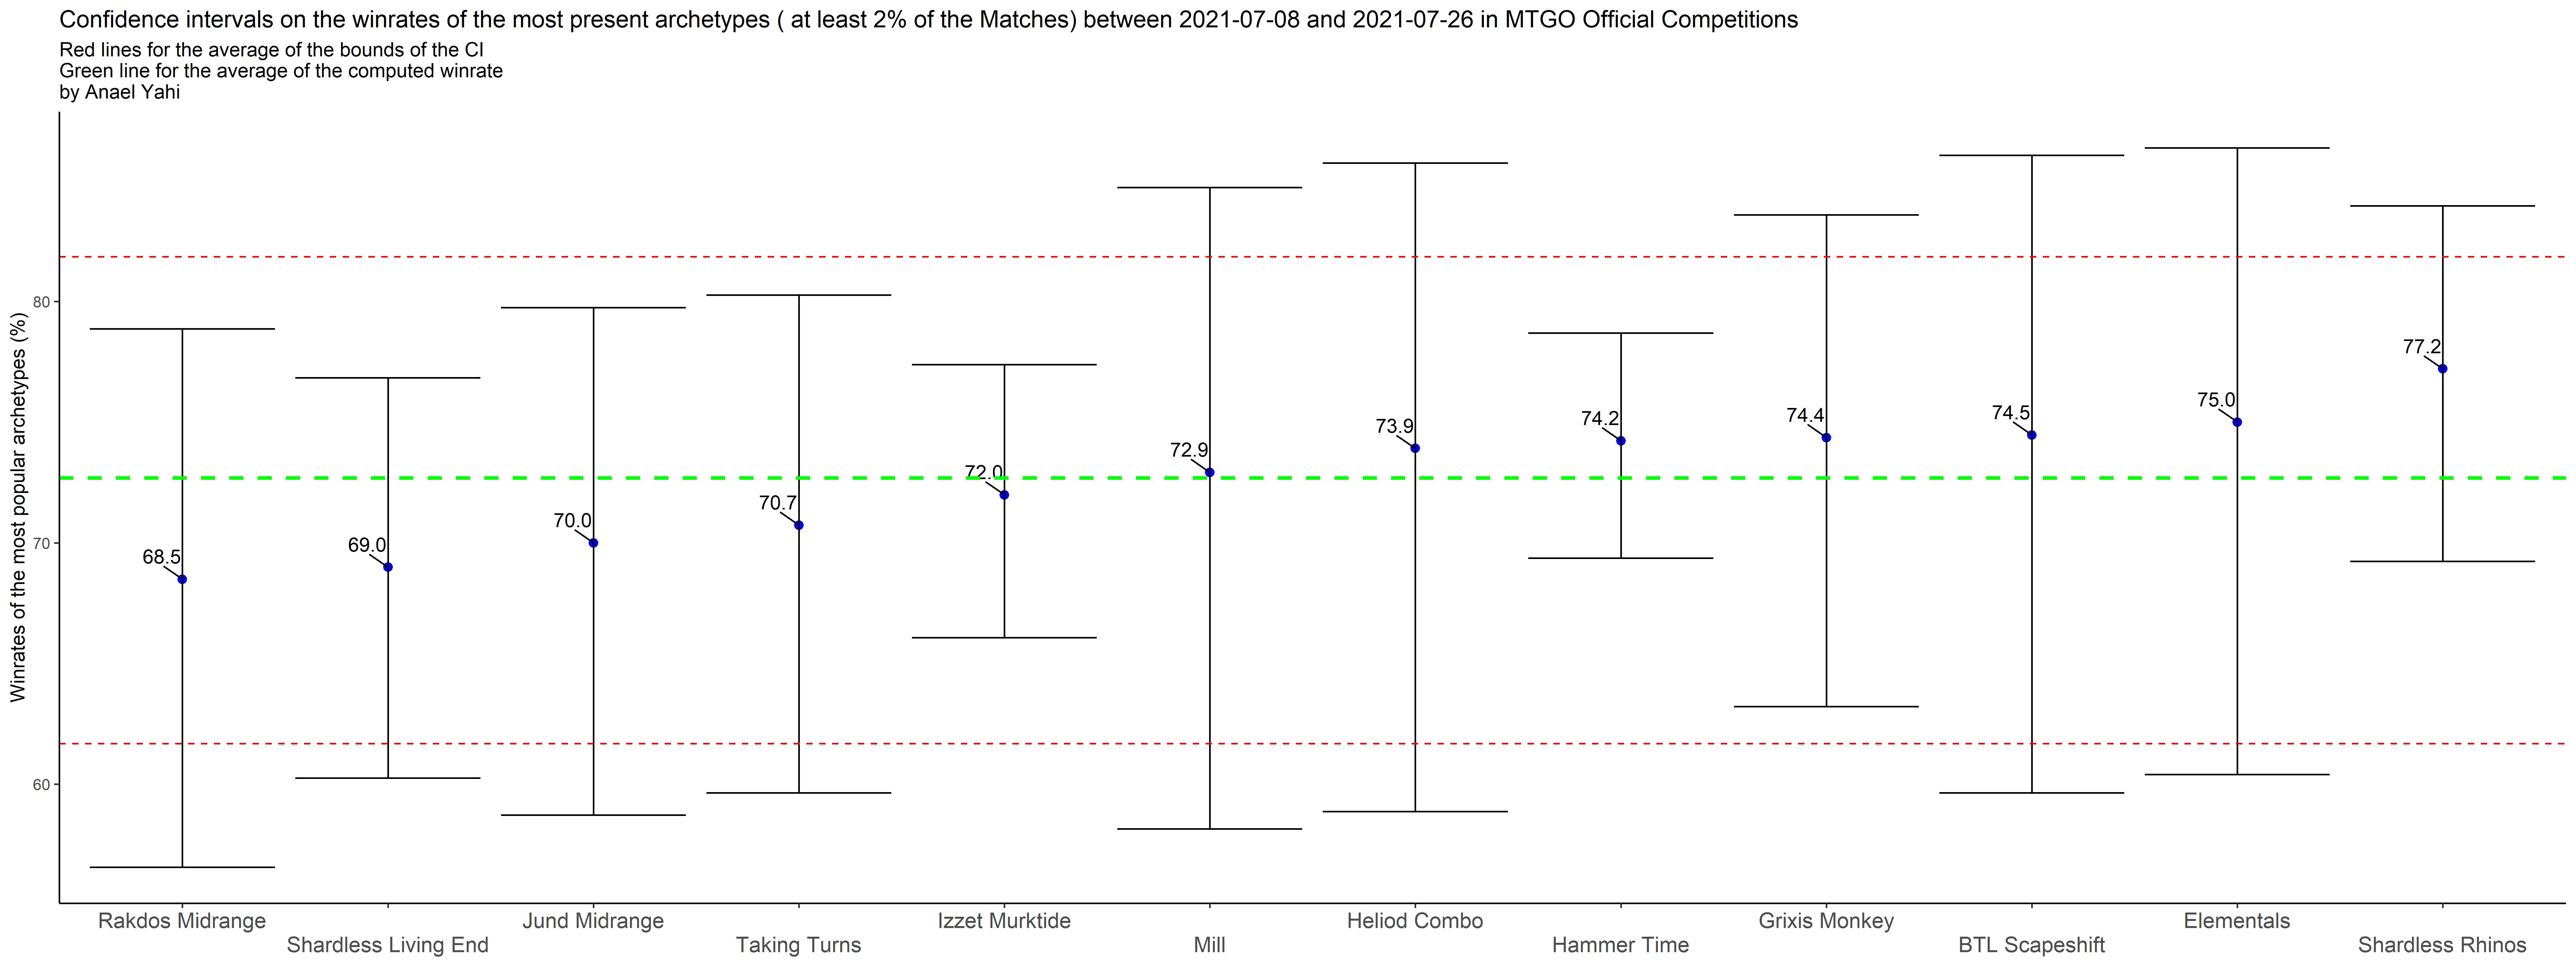 Confidence intervals on the winrates of the most present archetypes ( at least 2% of the Matches) between 2021-07-08 and 2021-07-26 in MTGO Official Competitions
Red lines for the average of the bounds of the CI
Green line for the average of the computed winrate
by Anael Yahi
Winrates of the most popular archetypes (%)
80
70
60
68.5
69.0
70.0
70.7
72.0
72.9
73.9
74.2
74.4
74.5
75.0
77.2
Rakdos Midrange
Shardless Living End
Jund Midrange
Taking Turns
Izzet Murktide
Mill
Heliod Combo
Hammer Time
Grixis Monkey
BTL Scapeshift
Elementals
Shardless Rhinos